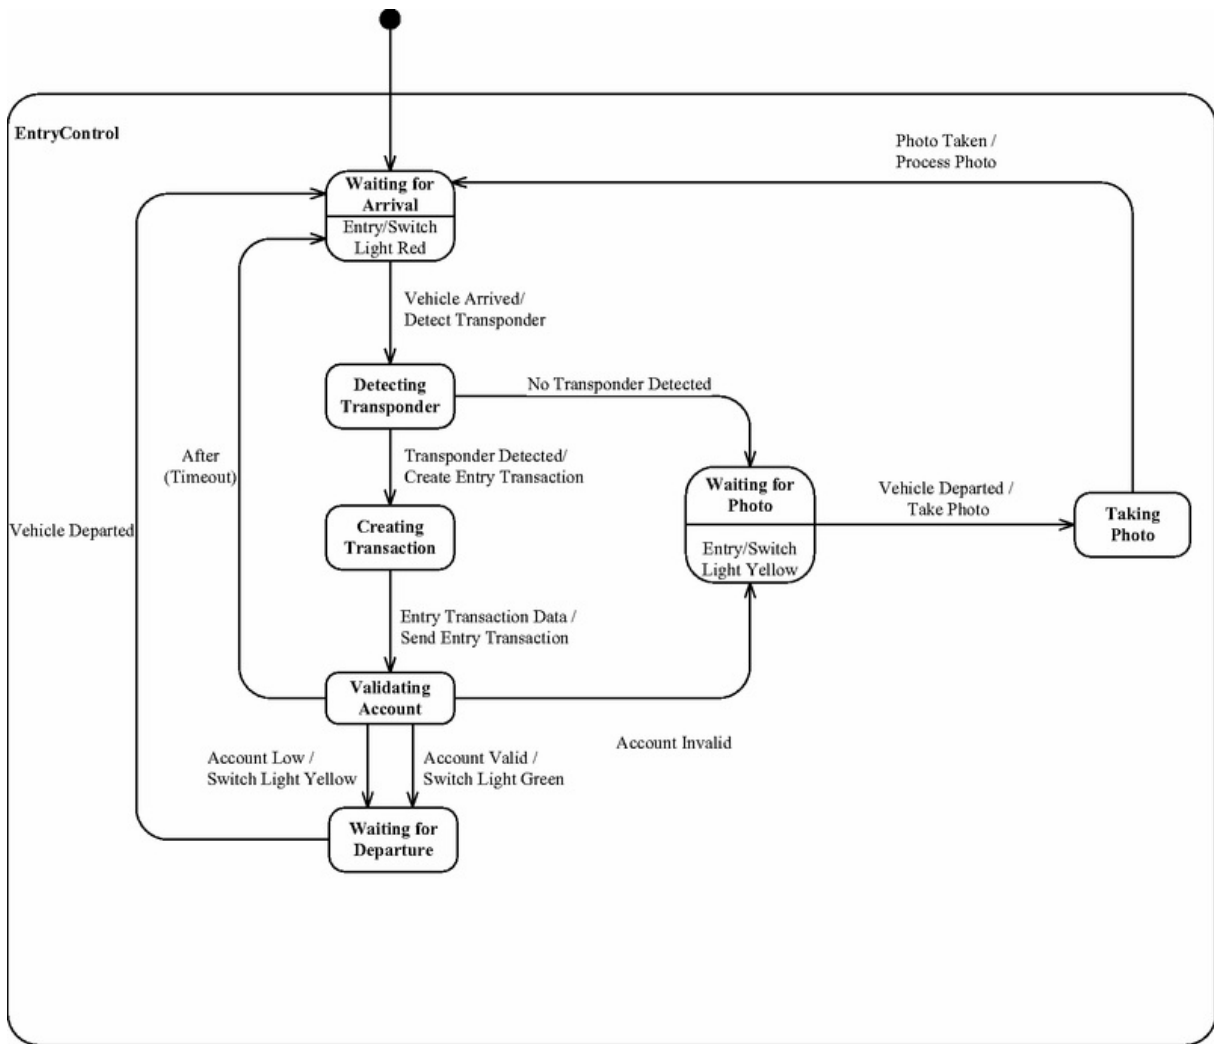 EntryControl
Photo Taken /
Process Photo
Waiting for
Arrival
Entry/Switch
Light Red
Vehicle Arrived/
Detect Transponder
Detecting
Transponder
No Transponder Detected
After
(Timeout)
Transponder Detected/
Create Entry Transaction
Waiting for
Photo
Entry/Switch
Light Yellow
Vehicle Departed /
Take Photo
Taking
Photo
Vehicle Departed
Creating
Transaction
Entry Transaction Data /
Send Entry Transaction
Validating
Account
Account Invalid
Account Low /
Switch Light Yellow
Account Valid /
Switch Light Green
Waiting for
Departure